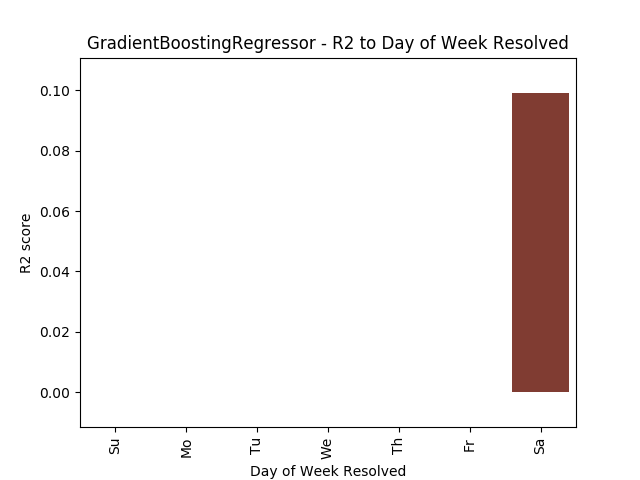 GradientBoostingRegressor - R2 to Day of Week Resolved
0.10
0.08
0.06
0.04
0.02
0.00
R2 score
Su
Mo
Tu
We
Th
Fr
Sa
Day of Week Resolved